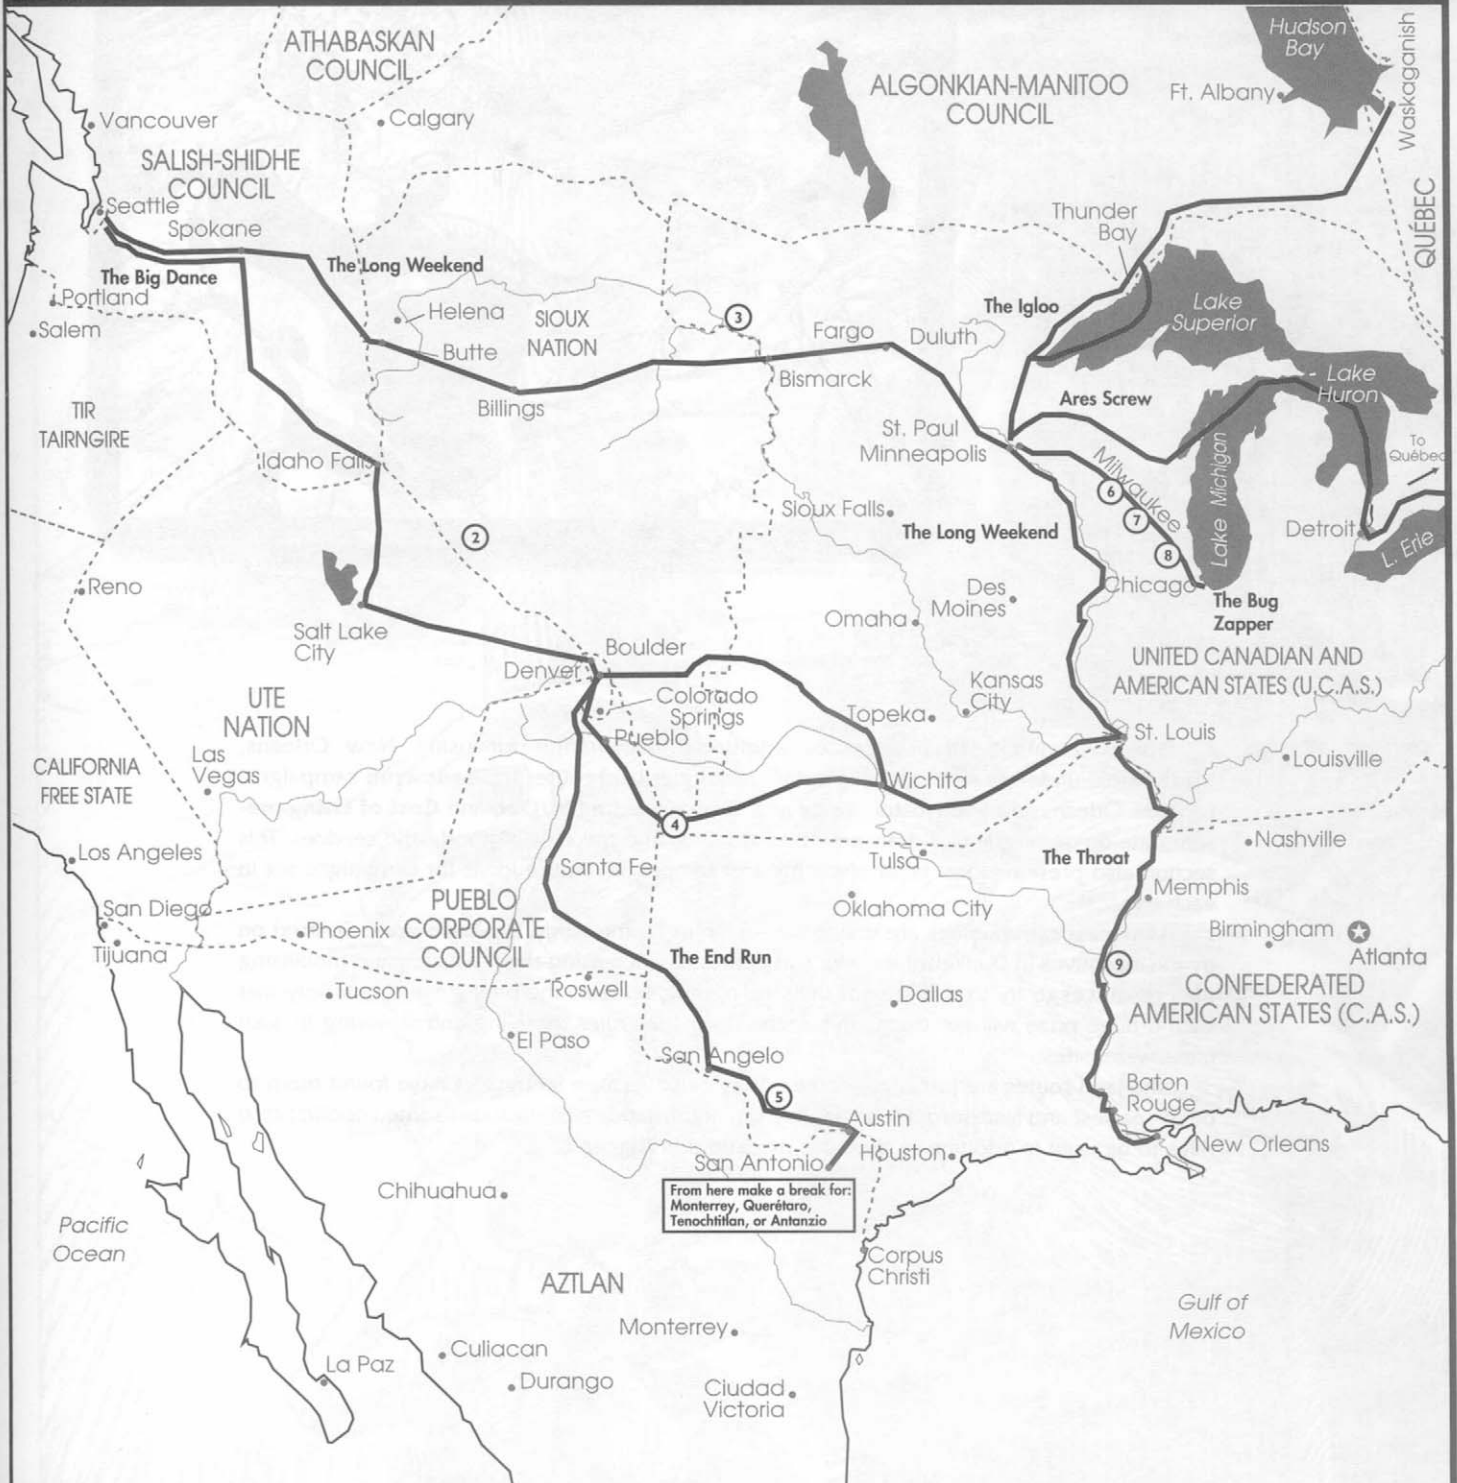 Hudson
Bay
Waskaganish
ATHABASKAN
COUNCIL
ALGONKIAN-MANITOO
COUNCIL
Ft. Albany
Vancouver
Calgary
SALISH-SHIDHE
COUNCIL
QUÉBEC
Seattle
Spokane
Thunder
Bay
The Long Weekend
The Big Dance
Portland
Salem
Helena
SIOUX
NATION
3
Fargo
Duluth
The Igloo
Lake
Superior
Butte
Bismarck
Lake
Huron
Billings
Ares Screw
TIR
TAIRNGIRE
St. Paul
Minneapolis
To
Québec
Idaho Falls
Milwaukee
Lake Michigan
6
7
8
Sioux Falls
The Long Weekend
Detroit
L. Erie
2
Reno
Des
Moines
Chicago
The Bug
Zapper
Omaha
Salt Lake
City
Boulder
Denver
UNITED CANADIAN AND
AMERICAN STATES (U.C.A.S.)
Kansas
City
UTE
NATION
Colorado
Springs
Topeka
Pueblo
St. Louis
Las
Vegas
CALIFORNIA
FREE STATE
Wichita
Louisville
4
Los Angeles
Santa Fe
Tulsa
The Throat
Nashville
Memphis
San Diego
PUEBLO
CORPORATE
COUNCIL
Oklahoma City
Phoenix
Birmingham
Tijuana
The End Run
Atlanta
9
Tucson
Roswell
Dallas
CONFEDERATED
AMERICAN STATES (C.A.S.)
El Paso
San Angelo
5
Baton
Rouge
Austin
New Orleans
San Antonio
Houston
From here make a break for:
Monterrey, Querétaro,
Tenochtitlan, or Antanzio
Chihuahua
Pacific
Ocean
Corpus
Christi
AZTLAN
Gulf of
Mexico
Monterrey
Culiacan
La Paz
Durango
Ciudad
Victoria